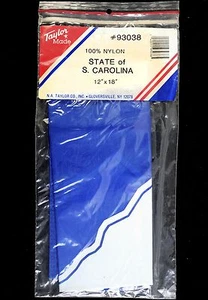 Taylor
Made
#93038
100% NYLON
STATE of
S. CAROLINA
12" x 18"
N.A. TAYLOR CO., INC. • GLOVERSVILLE, NY 12078